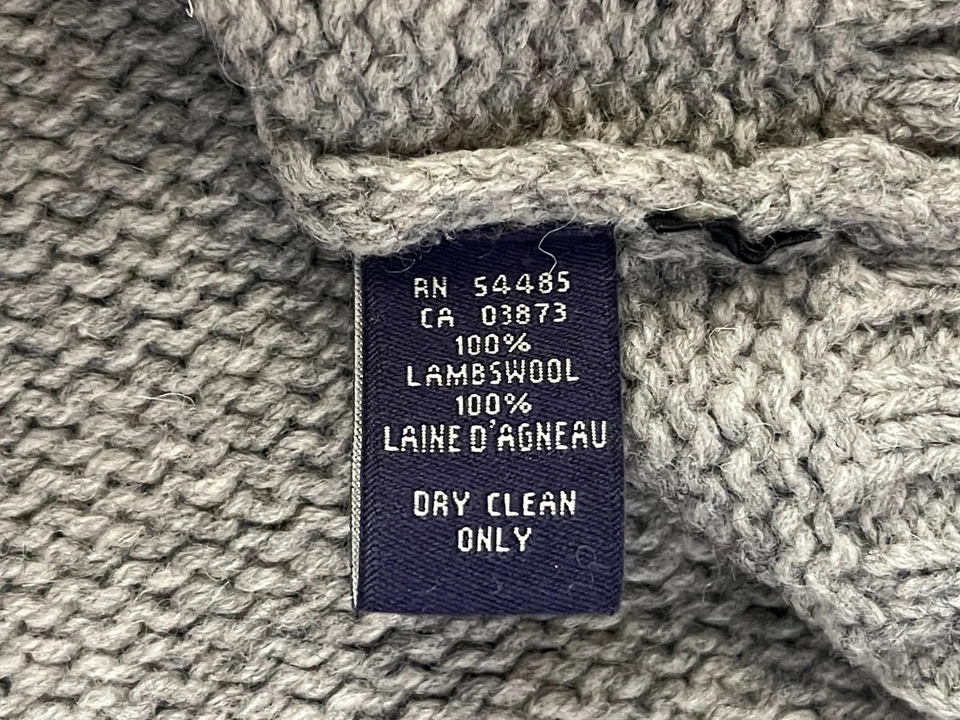 RN 54485
CA 03873
100%
LAMBSWOOL
100%
LAINE D'AGNEAU
DRY CLEAN
ONLY